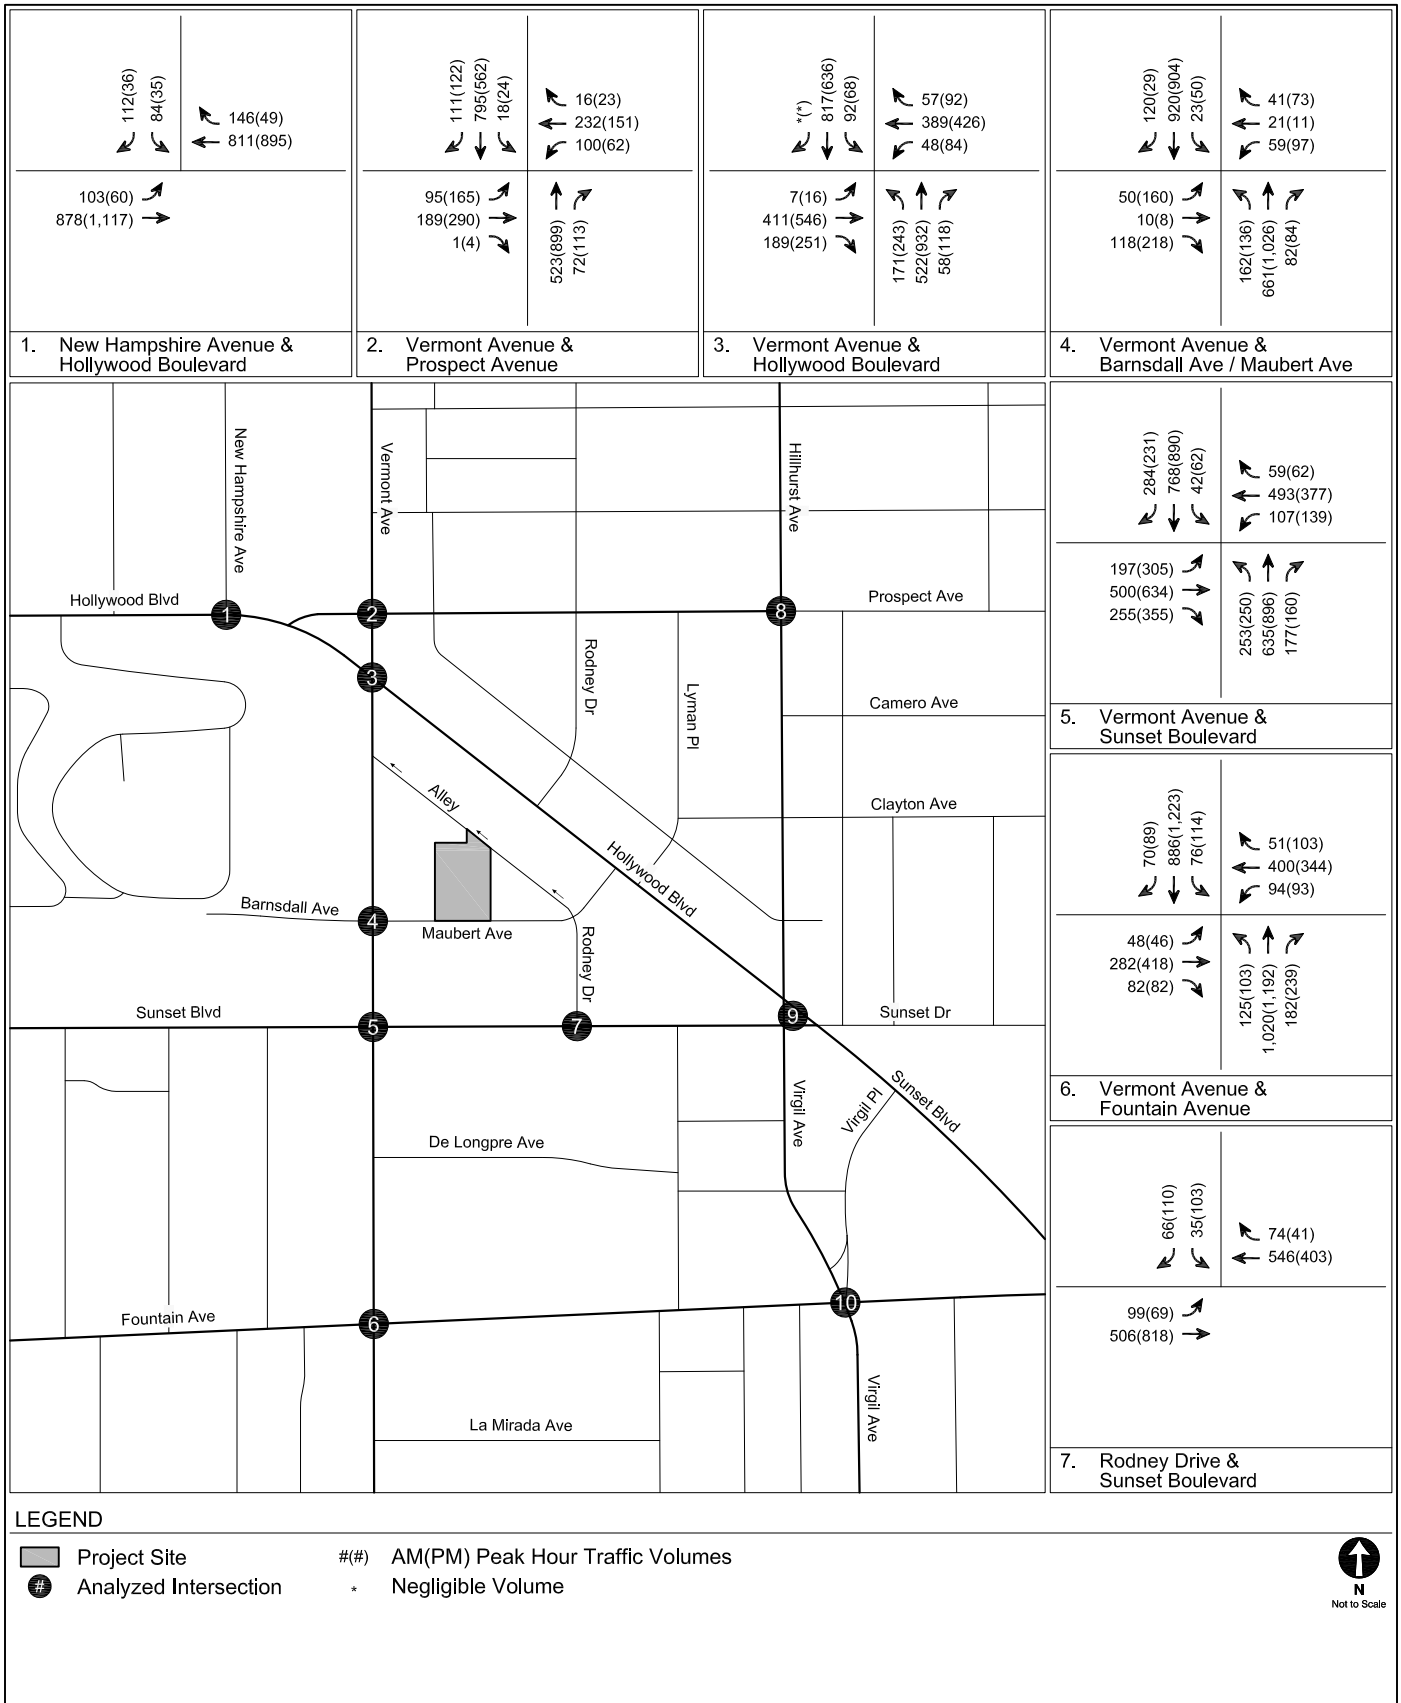 112(36)
84(35)
146(49)
811(895)
103(60)
878(1,117)
1. New Hampshire Avenue &
Hollywood Boulevard
111(122)
795(562)
18(24)
16(23)
232(151)
100(62)
95(165)
189(290)
1(4)
523(899)
72(113)
2. Vermont Avenue &
Prospect Avenue
*(*)
817(636)
92(68)
57(92)
389(426)
48(84)
7(16)
411(546)
189(251)
171(243)
522(932)
58(118)
3. Vermont Avenue &
Hollywood Boulevard
120(29)
920(904)
23(50)
41(73)
21(11)
59(97)
50(160)
10(8)
118(218)
162(136)
661(1,026)
82(84)
4. Vermont Avenue &
Barnsdall Ave / Maubert Ave
284(231)
768(890)
42(62)
59(62)
493(377)
107(139)
197(305)
500(634)
255(355)
253(250)
635(896)
177(160)
5. Vermont Avenue &
Sunset Boulevard
70(89)
886(1,223)
76(114)
51(103)
400(344)
94(93)
48(46)
282(418)
82(82)
125(103)
1,020(1,192)
182(239)
6. Vermont Avenue &
Fountain Avenue
66(110)
35(103)
74(41)
546(403)
99(69)
506(818)
7. Rodney Drive &
Sunset Boulevard
New Hampshire Ave
Vermont Ave
Hillhurst Ave
Hollywood Blvd
Prospect Ave
1
2
8
3
Rodney Dr
Lyman Pl
Camero Ave
Alley
Clayton Ave
Hollywood Blvd
Barnsdall Ave
4
Maubert Ave
Rodney Dr
Sunset Blvd
5
7
9
Sunset Dr
Virgil Ave
Virgil Pl
Sunset Blvd
De Longpre Ave
Fountain Ave
6
10
La Mirada Ave
Virgil Ave
LEGEND
Project Site
#(#) AM(PM) Peak Hour Traffic Volumes
# Analyzed Intersection
* Negligible Volume
N
Not to Scale